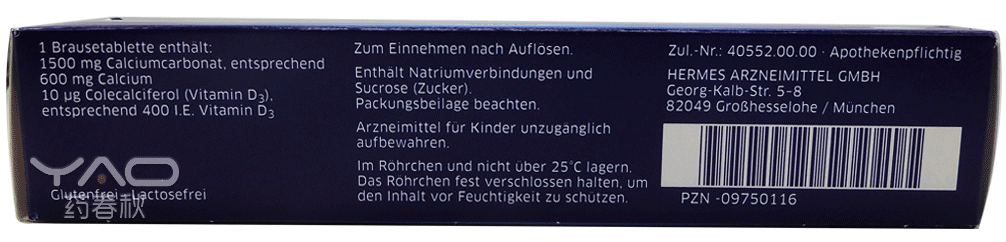 1 Brausetablette enthält:
1500 mg Calciumcarbonat, entsprechend
600 mg Calcium
10 µg Colecalciferol (Vitamin D3),
entsprechend 400 I.E. Vitamin D3
YAO
Glutenfrei - Lactosefrei
药春秋
Zum Einnehmen nach Auflösen.
Enthält Natriumverbindungen und
Sucrose (Zucker).
Packungsbeilage beachten.
Arzneimittel für Kinder unzugänglich
aufbewahren.
Im Röhrchen und nicht über 25°C lagern.
Das Röhrchen fest verschlossen halten, um
den Inhalt vor Feuchtigkeit zu schützen.
Zul.-Nr.: 40552.00.00 · Apothekenpflichtig
HERMES ARZNEIMITTEL GMBH
Georg-Kalb-Str. 5-8
82049 Großhesselohe / München
PZN -09750116